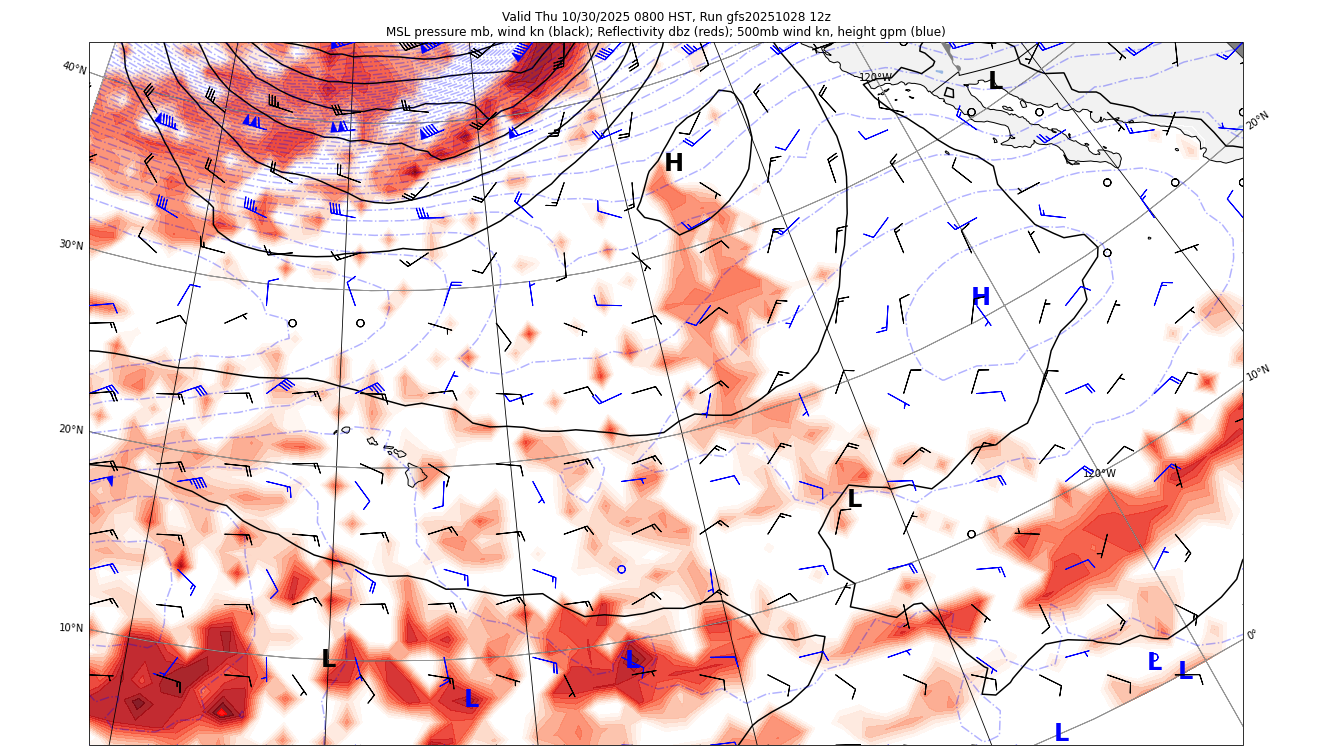 Valid Thu 10/30/2025 0800 HST, Run gfs20251028 12z
MSL pressure mb, wind kn (black); Reflectivity dbz (reds); 500mb wind kn, height gpm (blue)
40°N
120°W
L
20°N
H
30°N
H
10°N
20°N
120°W
L
10°N
0°
L
L
L
L
L
L